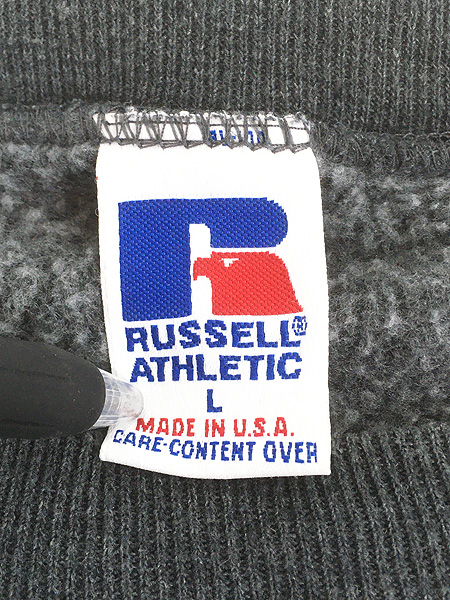 RUSSELL®
ATHLETIC
L
MADE IN U.S.A.
CARE-CONTENT OVER